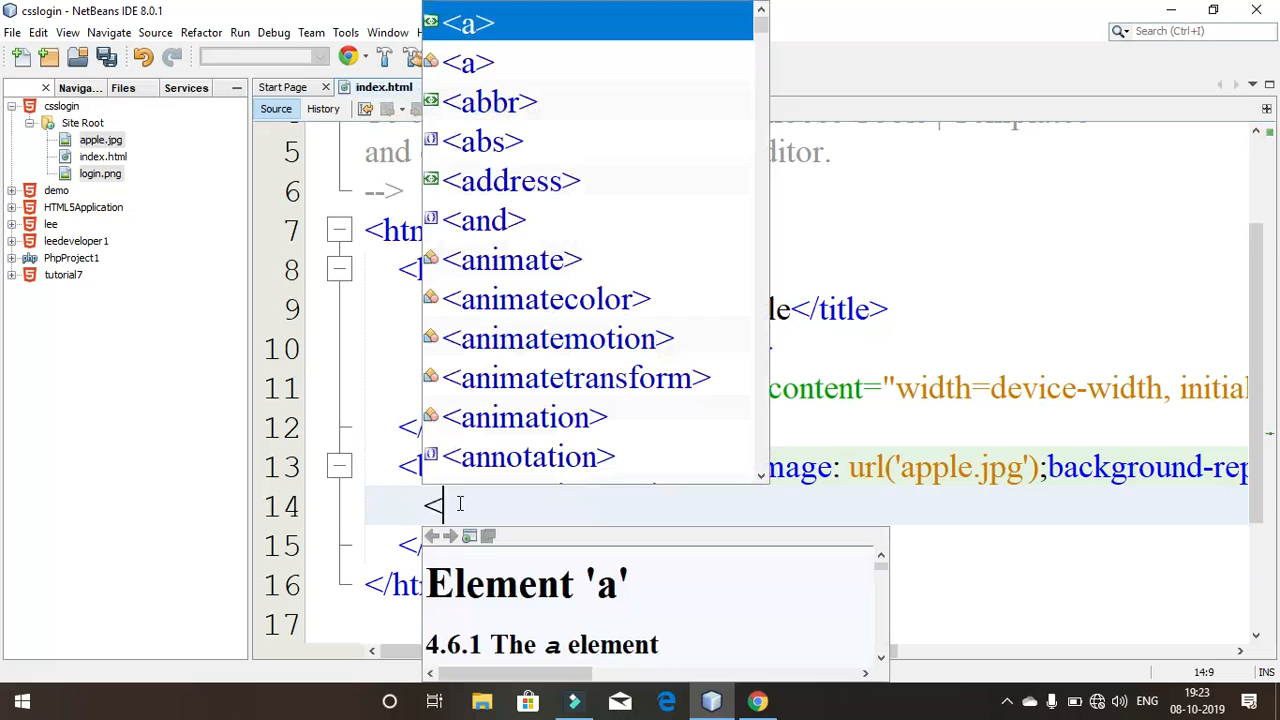 csslogin - NetBeans IDE 8.0.1
File Edit View Navigate Source Refactor Run Debug Team Tools Window
Search (Ctrl+I)
Naviga... Files Services
csslogin
Site Root
apple.jpg
index.html
login.png
demo
HTML5Application
lee
leedeveloper1
PhpProject1
tutorial7
Start Page index.html
Source History
5 and ditor.
6 -->
7 <htm
8 <h
9 le</title>
10
11 content="width=device-width, initial
12 </
13 <b mage: url('apple.jpg');background-rep
14 <
15 </
16 </htm
17
<a>
<a>
<abbr>
<abs>
<address>
<and>
<animate>
<animatecolor>
<animatemotion>
<animatetransform>
<animation>
<annotation>
Element 'a'
4.6.1 The a element
14:9 INS
ENG
19:23
08-10-2019